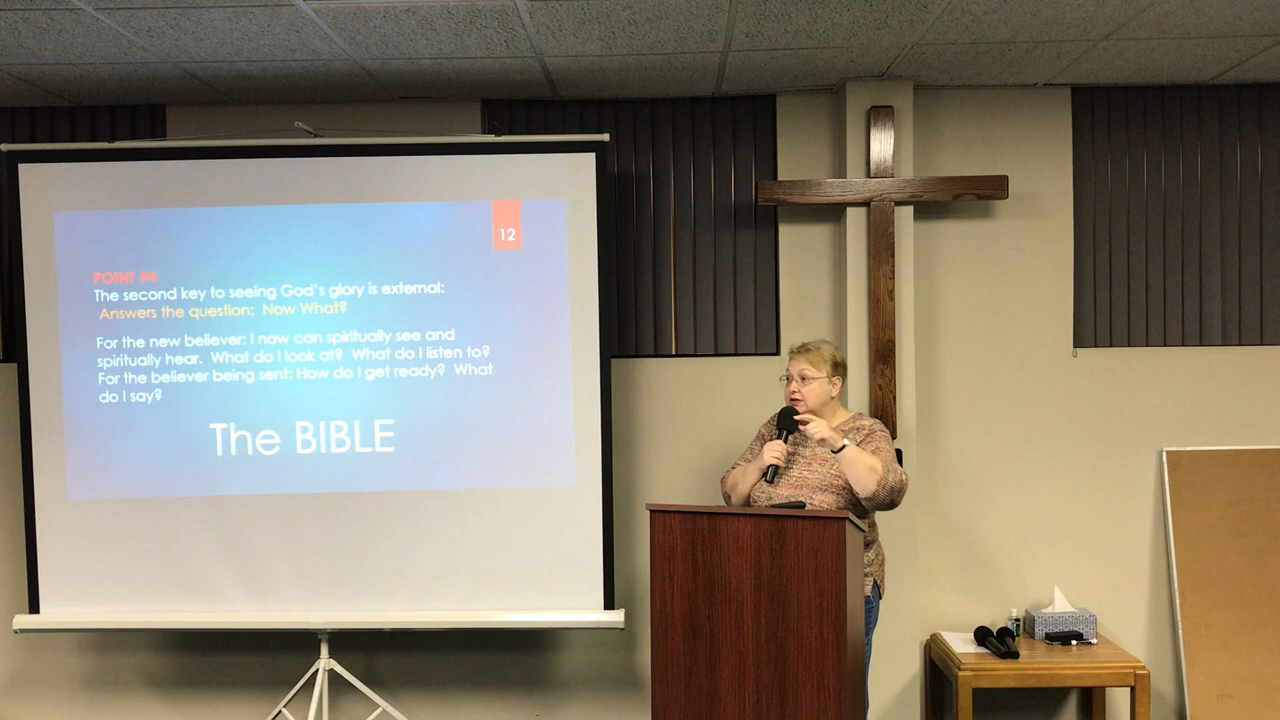 12
POINT #4
The second key to seeing God's glory is external:
Answers the question: Now What?
For the new believer: I now can spiritually see and
spiritually hear. What do I look at? What do I listen to?
For the believer being sent: How do I get ready? What
do I say?
The BIBLE